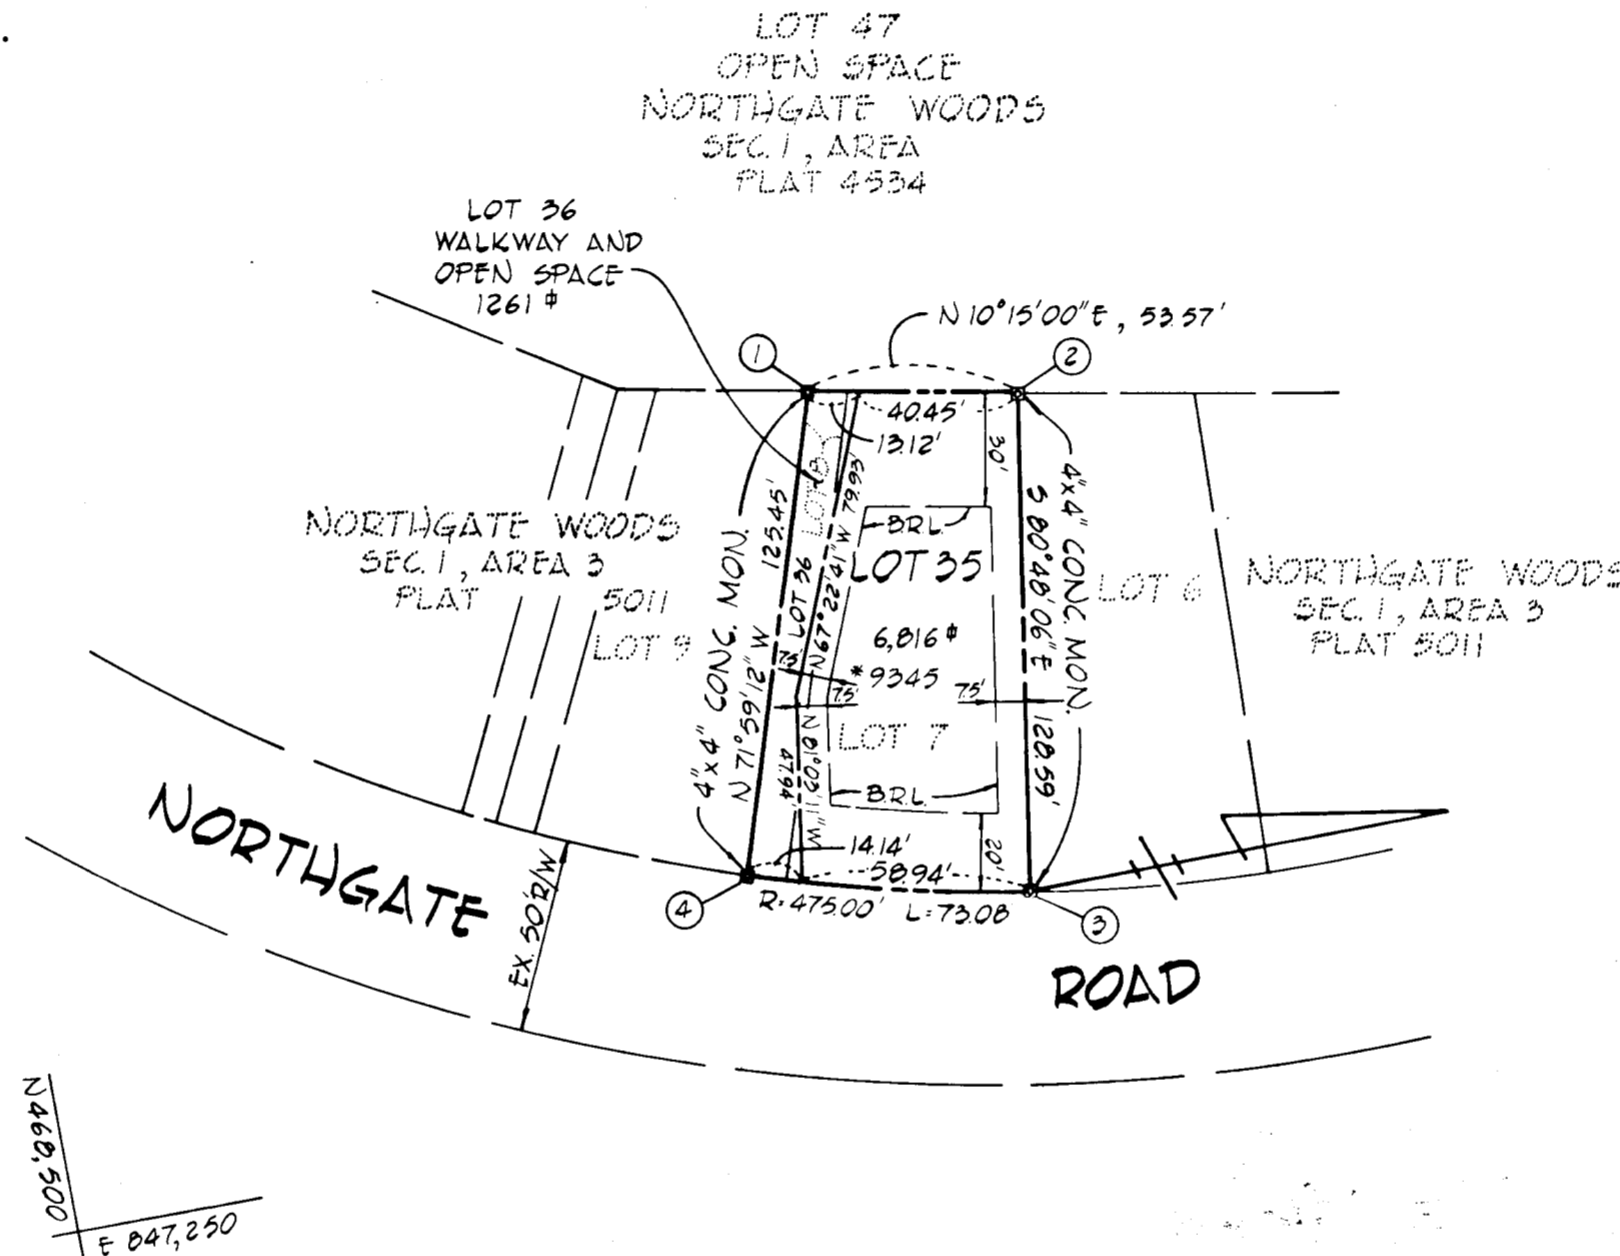 LOT 47
OPEN SPACE
NORTHGATE WOODS
SEC. 1, AREA
PLAT 4534
LOT 36
WALKWAY AND
OPEN SPACE
1261 ⌽
N 10°15'00"E, 53.57'
1
2
40.45'
13.12'
30'
4"x4" CONC. MON.
N 71°59'12" W 125.45'
LOT 36
LOT 8
N 67°22'41" W 79.93'
B.R.L.
LOT 35
6,816 ⌽
* 9345
7.5'
7.5'
7.5'
LOT 7
S 80°48'06" E 128.59'
4"x4" CONC. MON.
NORTHGATE WOODS
SEC. 1, AREA 3
PLAT 5011
LOT 9
LOT 6
NORTHGATE WOODS
SEC. 1, AREA 3
PLAT 5011
47.94'
B.R.L.
20'
14.14'
58.94'
R=475.00' L=73.08
4
3
NORTHGATE
ROAD
EX. 50' R/W
N 468,500
E 847,250